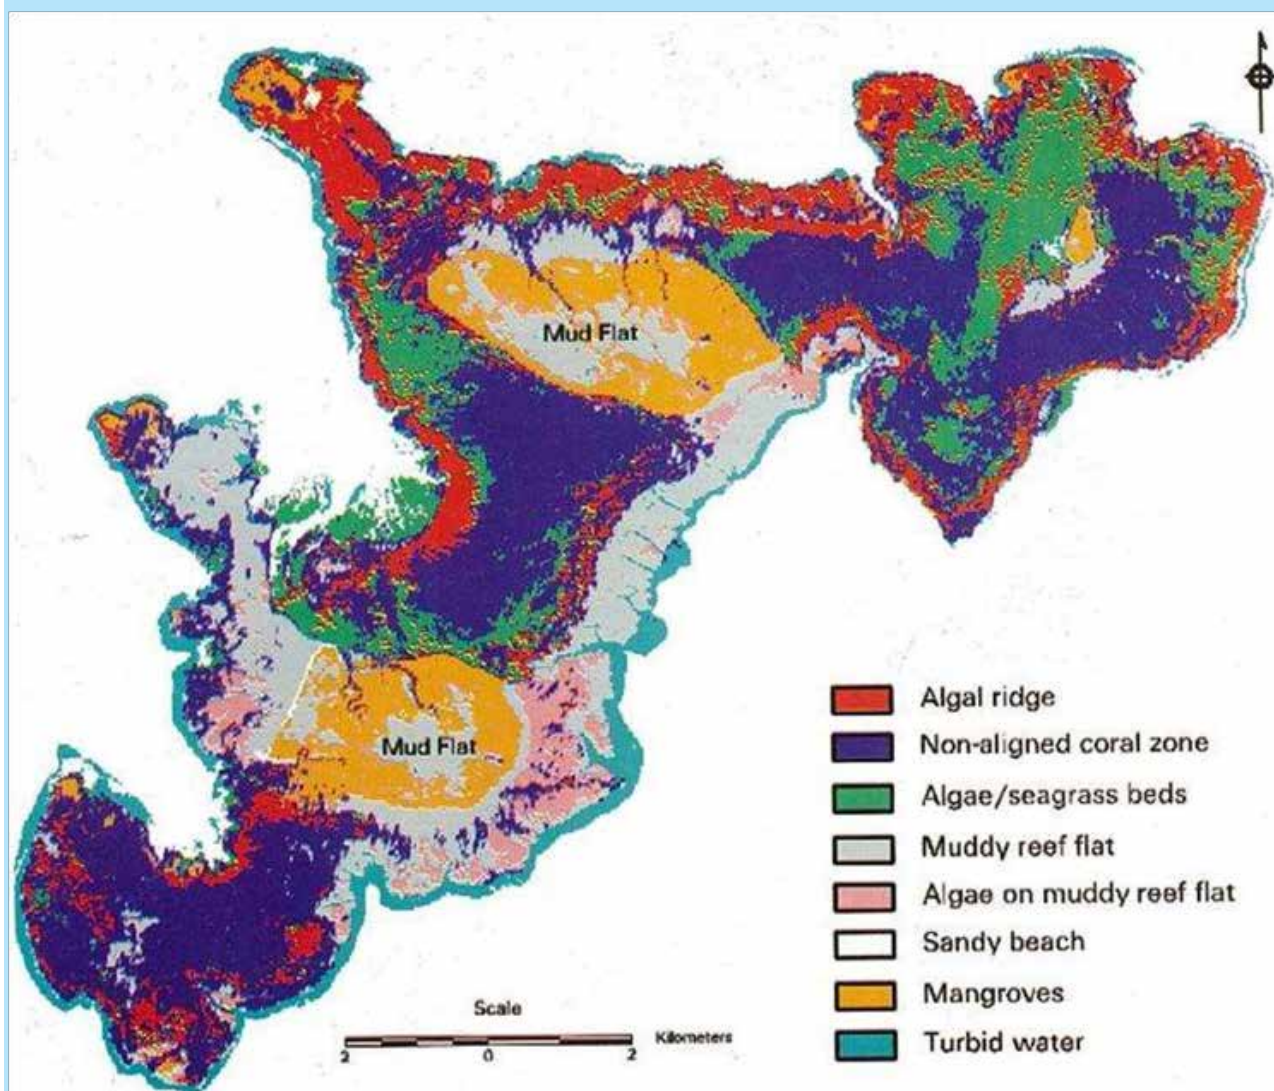 Mud Flat
Mud Flat
Algal ridge
Non-aligned coral zone
Algae/seagrass beds
Muddy reef flat
Algae on muddy reef flat
Sandy beach
Mangroves
Turbid water
Scale
2 0 2 Kilometers